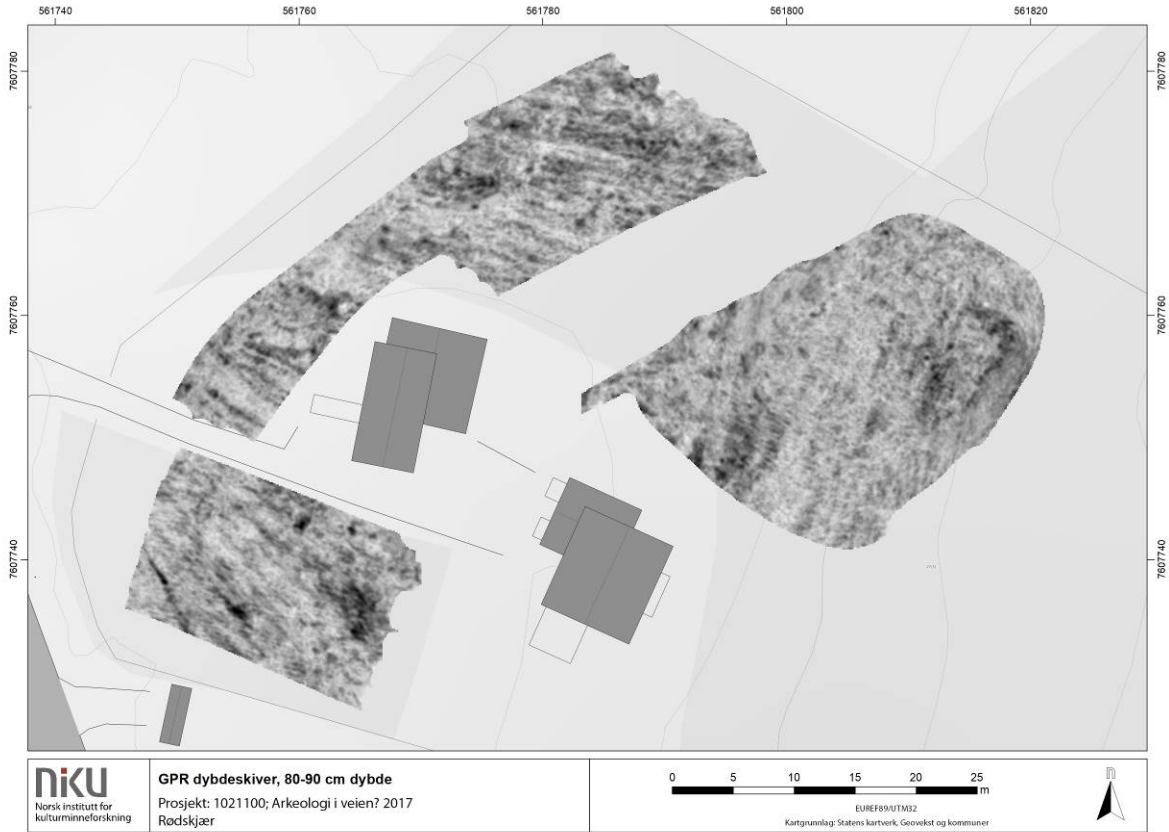 561740 561760 561780 561800 561820
7607780 7607780
7607760 7607760
7607740 7607740
niku
Norsk institutt for
kulturminneforskning
GPR dybdeskiver, 80-90 cm dybde
Prosjekt: 1021100; Arkeologi i veien? 2017
Rødskjær
0 5 10 15 20 25
m
EUREF89/UTM32
Kartgrunnlag: Statens kartverk, Geovekst og kommuner
n